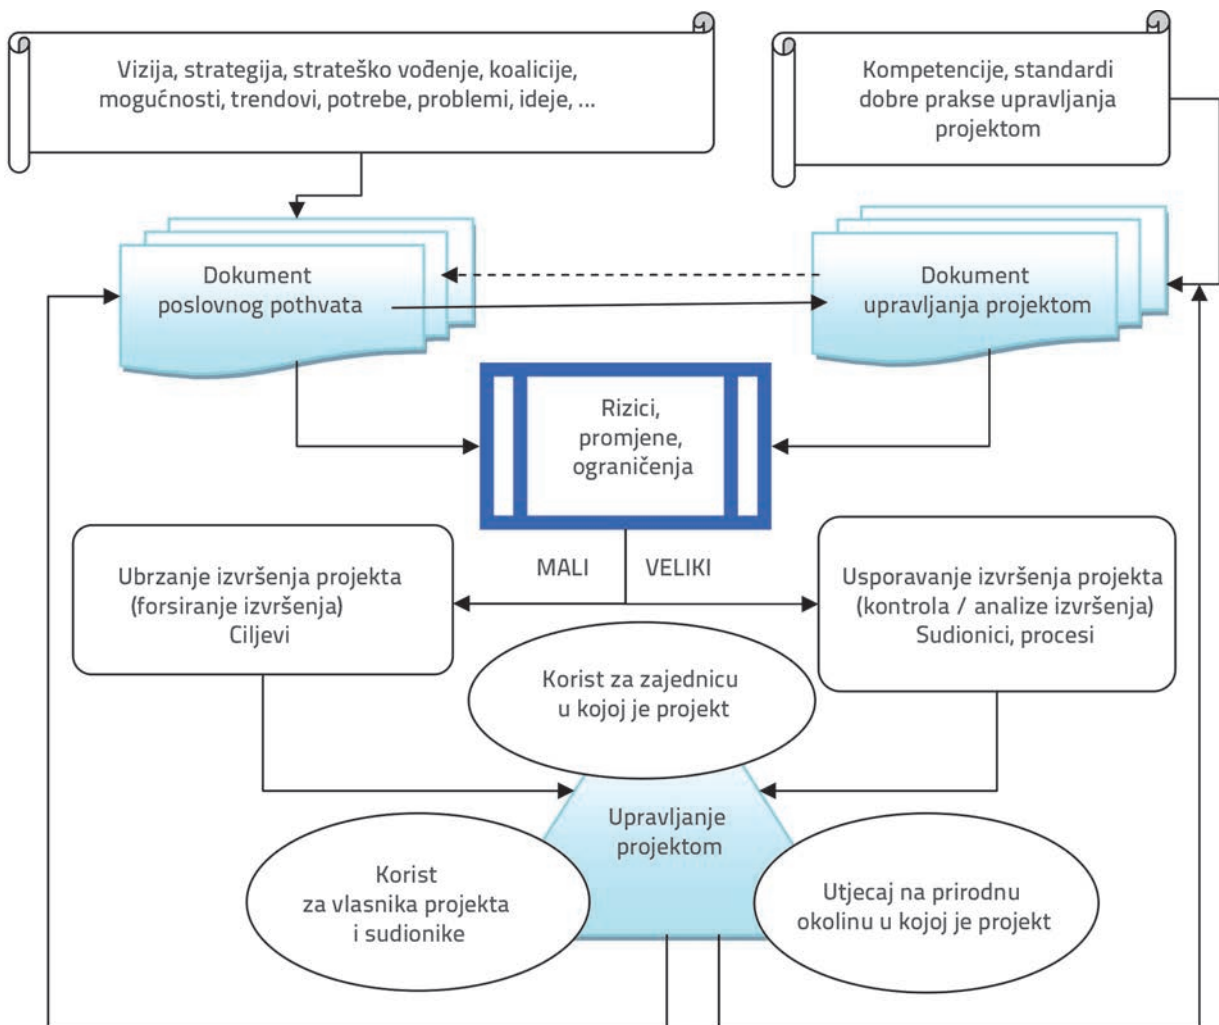 Vizija, strategija, strateško vođenje, koalicije,
mogućnosti, trendovi, potrebe, problemi, ideje, ...
Kompetencije, standardi
dobre prakse upravljanja
projektom
Dokument
poslovnog pothvata
Dokument
upravljanja projektom
Rizici,
promjene,
ograničenja
MALI
VELIKI
Ubrzanje izvršenja projekta
(forsiranje izvršenja)
Ciljevi
Usporavanje izvršenja projekta
(kontrola / analize izvršenja)
Sudionici, procesi
Korist za zajednicu
u kojoj je projekt
Upravljanje
projektom
Korist
za vlasnika projekta
i sudionike
Utjecaj na prirodnu
okolinu u kojoj je projekt